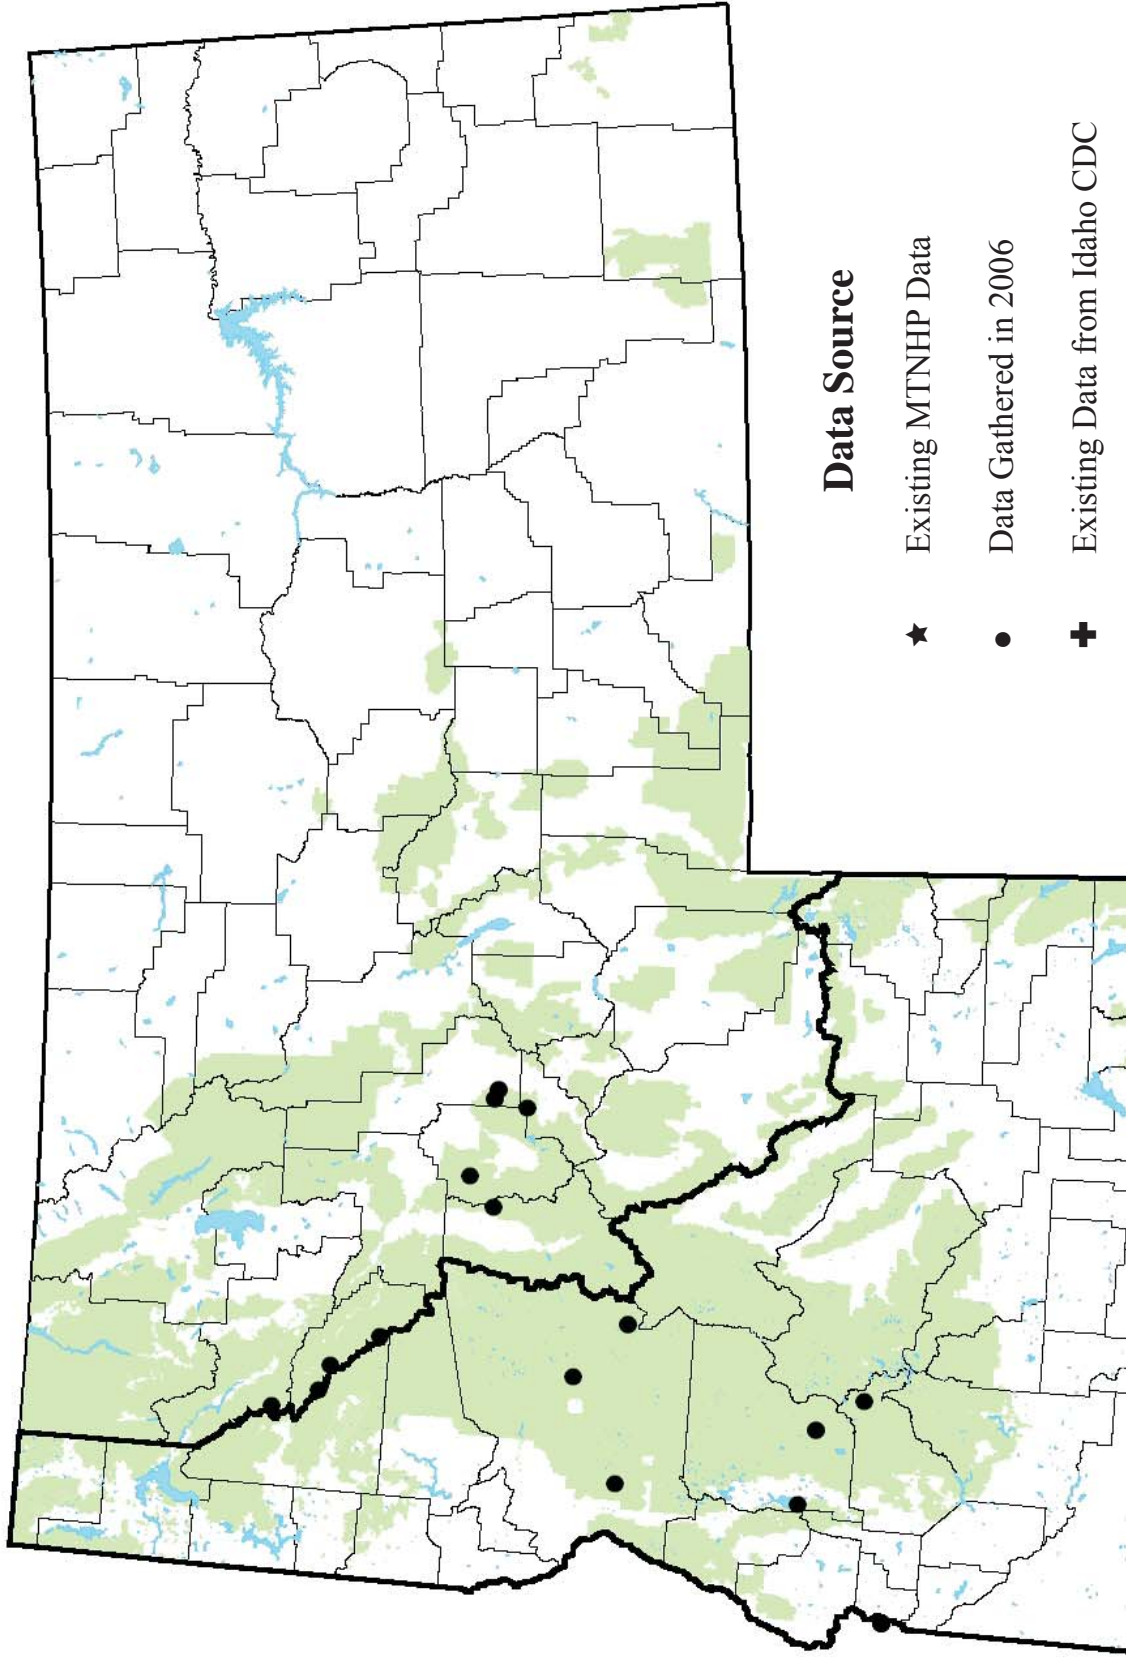 Data Source
Existing MTNHP Data
Data Gathered in 2006
Existing Data from Idaho CDC